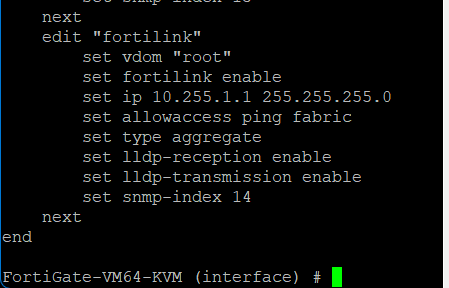 next
edit "fortilink"
set vdom "root"
set fortilink enable
set ip 10.255.1.1 255.255.255.0
set allowaccess ping fabric
set type aggregate
set lldp-reception enable
set lldp-transmission enable
set snmp-index 14
next
end
FortiGate-VM64-KVM (interface) #